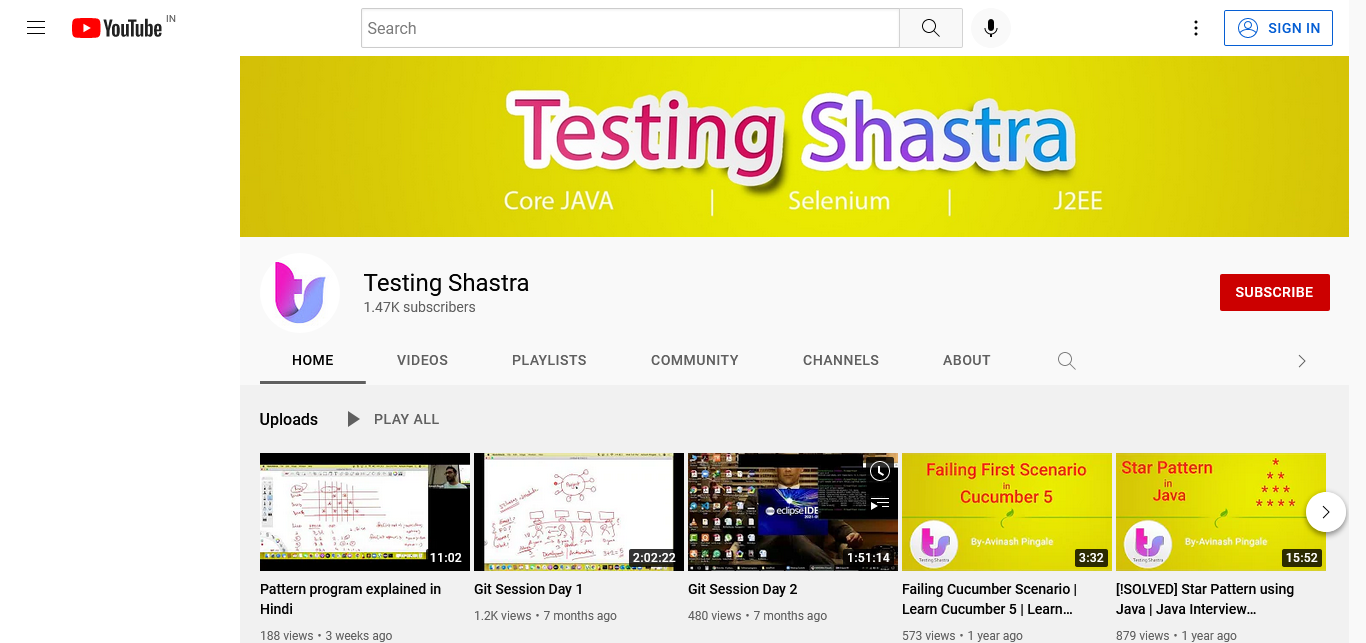 YouTube IN
Search
SIGN IN
Testing Shastra
Core JAVA | Selenium | J2EE
Testing Shastra
1.47K subscribers
SUBSCRIBE
HOME VIDEOS PLAYLISTS COMMUNITY CHANNELS ABOUT
Uploads PLAY ALL
11:02
2:02:22
eclipseIDE
1:51:14
Failing First Scenario
in
Cucumber 5
By-Avinash Pingale
Testing Shastra
3:32
Star Pattern
in
Java
By-Avinash Pingale
Testing Shastra
15:52
Pattern program explained in
Hindi
188 views • 3 weeks ago
Git Session Day 1
1.2K views • 7 months ago
Git Session Day 2
480 views • 7 months ago
Failing Cucumber Scenario |
Learn Cucumber 5 | Learn...
573 views • 1 year ago
[!SOLVED] Star Pattern using
Java | Java Interview...
879 views • 1 year ago